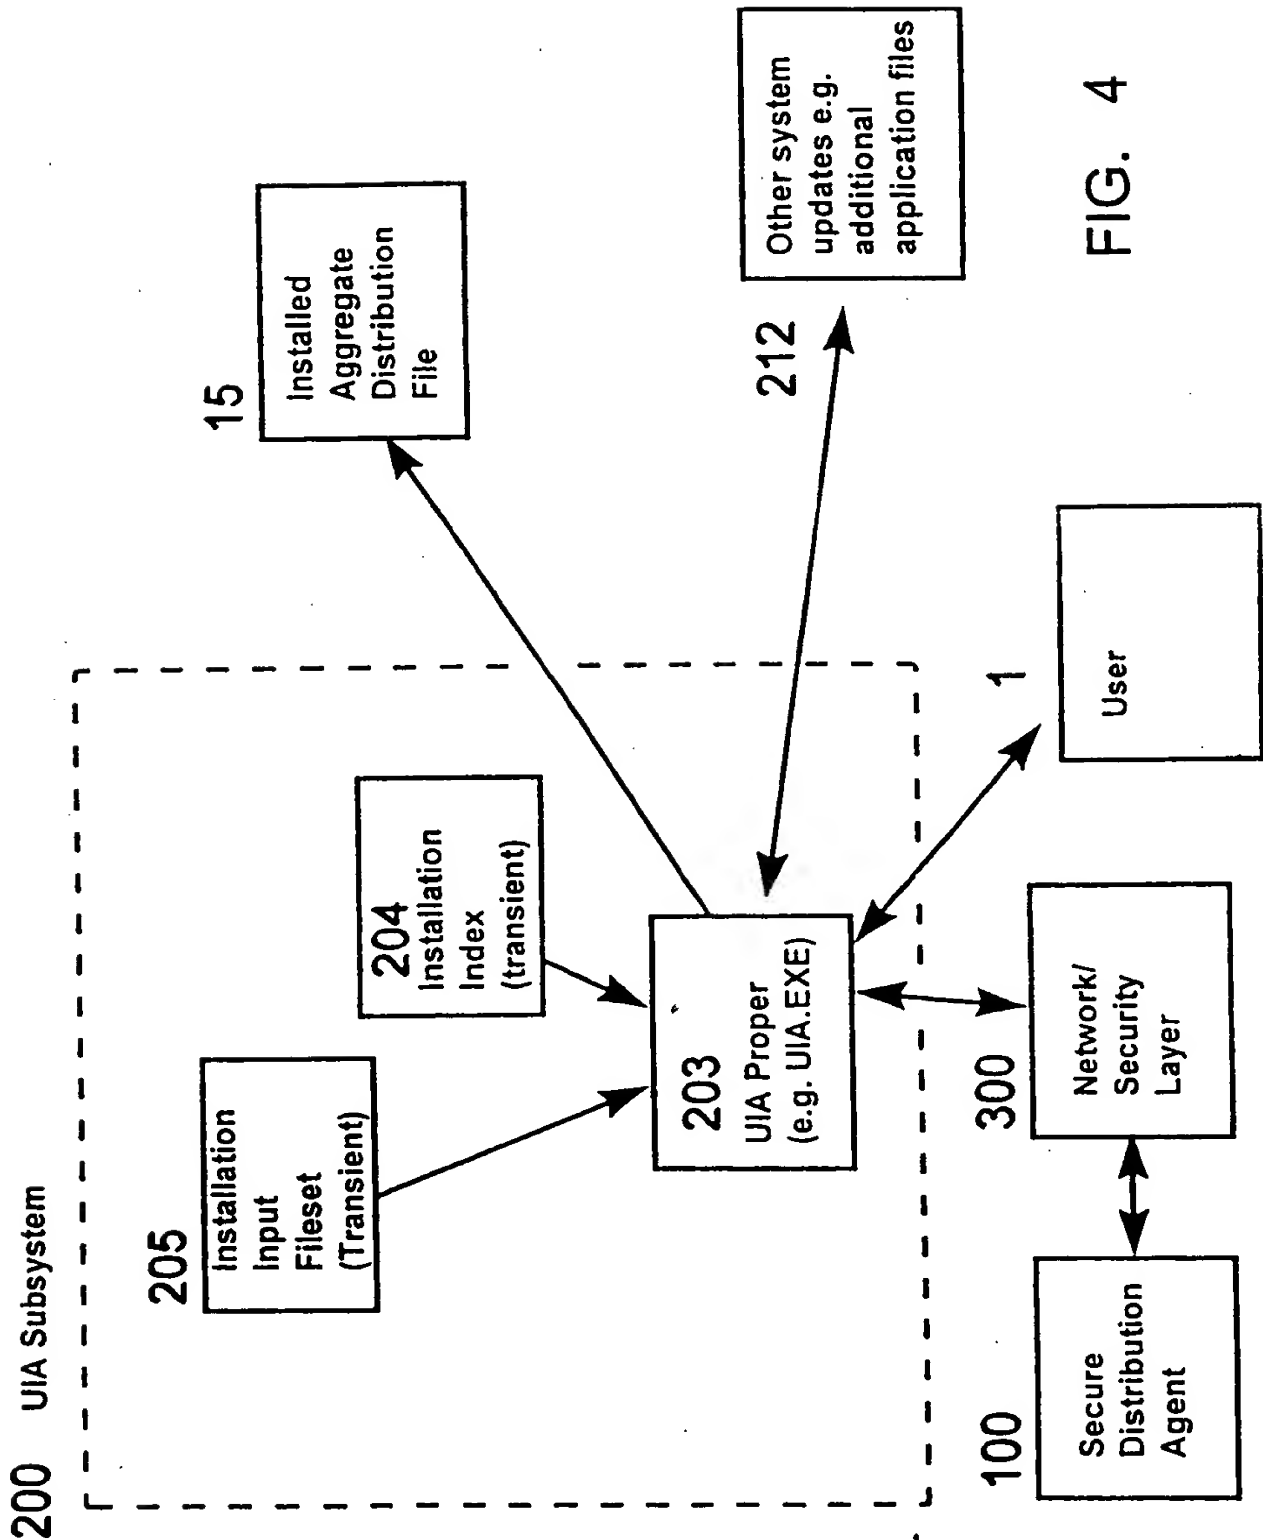 200 UIA Subsystem
205
Installation
Input
Fileset
(Transient)
204
Installation
Index
(transient)
203
UIA Proper
(e.g. UIA.EXE)
15
Installed
Aggregate
Distribution
File
212
Other system
updates e.g.
additional
application files
100
Secure
Distribution
Agent
300
Network/
Security
Layer
1
User
FIG. 4